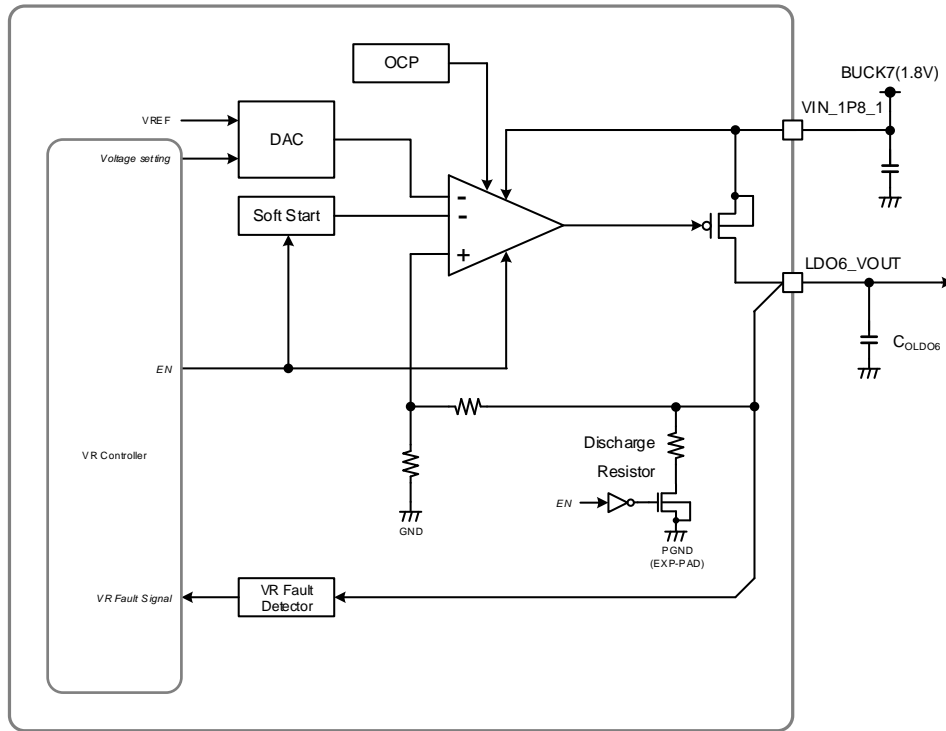 OCP
BUCK7(1.8V)
VIN_1P8_1
VREF
DAC
Voltage setting
Soft Start
-
-
+
LDO6_VOUT
COLDO6
EN
Discharge
Resistor
VR Controller
EN
GND
PGND
(EXP-PAD)
VR Fault Signal
VR Fault
Detector